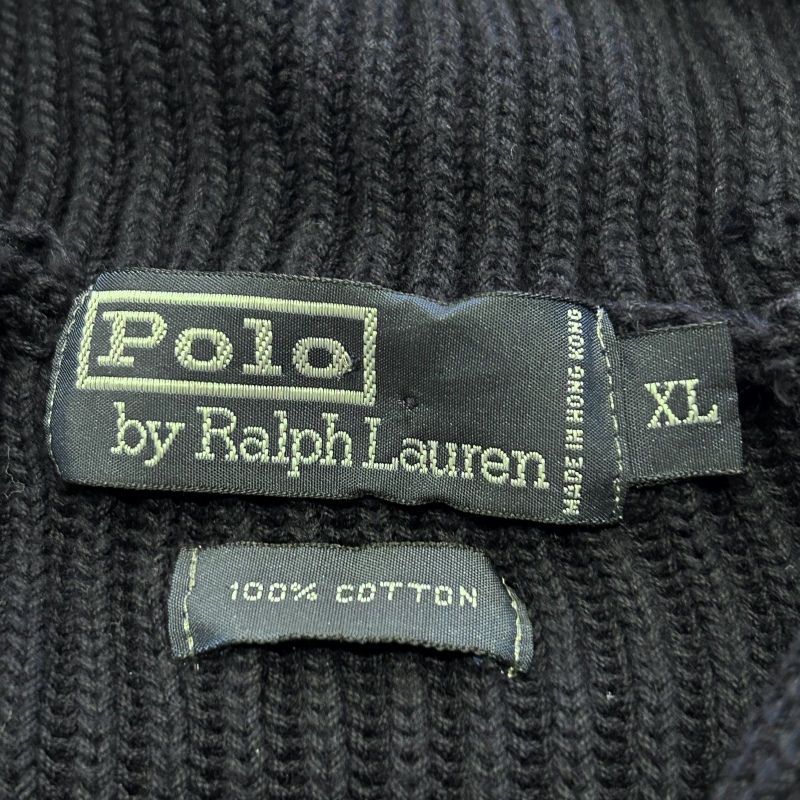 Polo
by Ralph Lauren
MADE IN HONG KONG
XL
100% COTTON